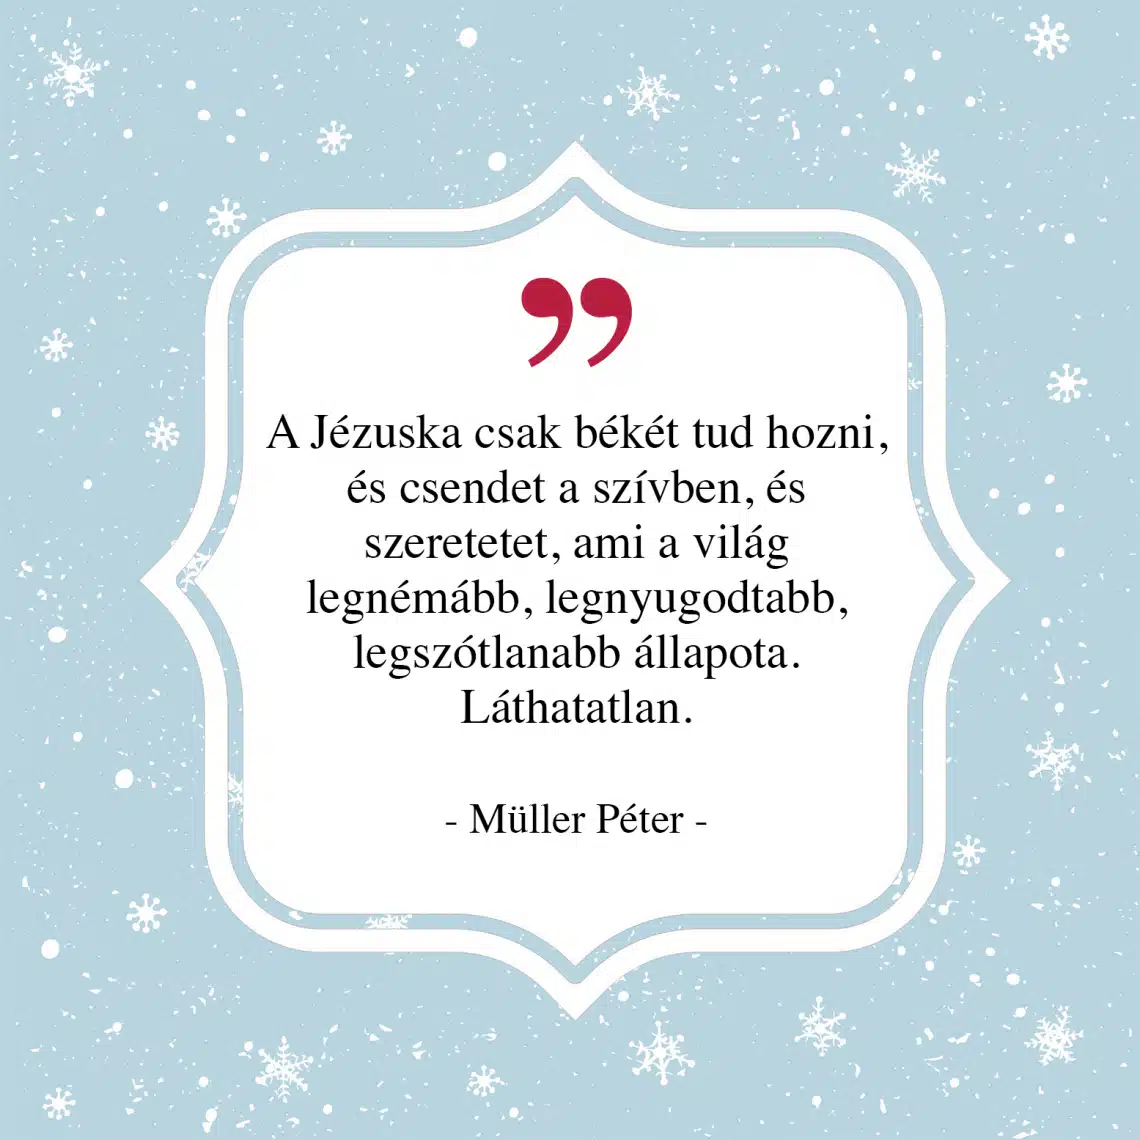 ”
A Jézuska csak békét tud hozni,
és csendet a szívben, és
szeretetet, ami a világ
legnémább, legnyugodtabb,
legszótlanabb állapota.
Láthatatlan.
- Müller Péter -